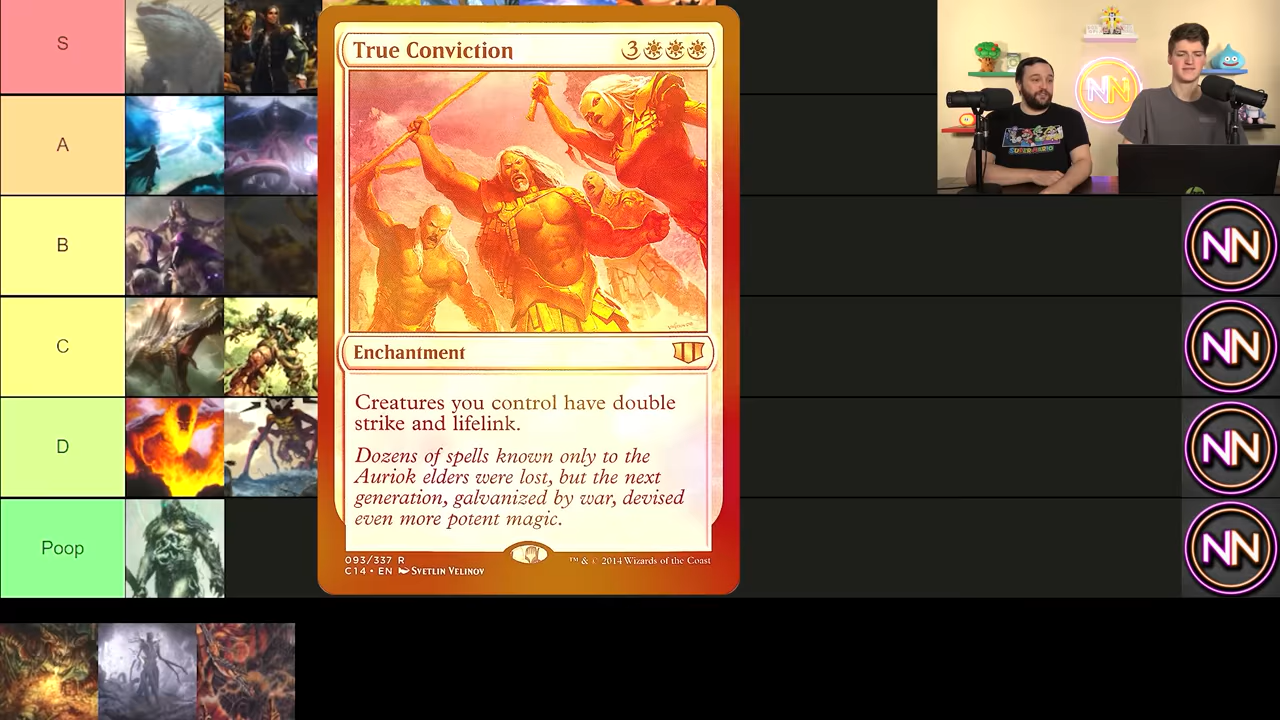 S
A
B
C
D
Poop
True Conviction 3
Enchantment
Creatures you control have double
strike and lifelink.
Dozens of spells known only to the
Auriok elders were lost, but the next
generation, galvanized by war, devised
even more potent magic.
093/337 R
C14 • EN SVETLIN VELINOV
™ & © 2014 Wizards of the Coast
NN
SUPER MARIO
NN
NN
NN
NN